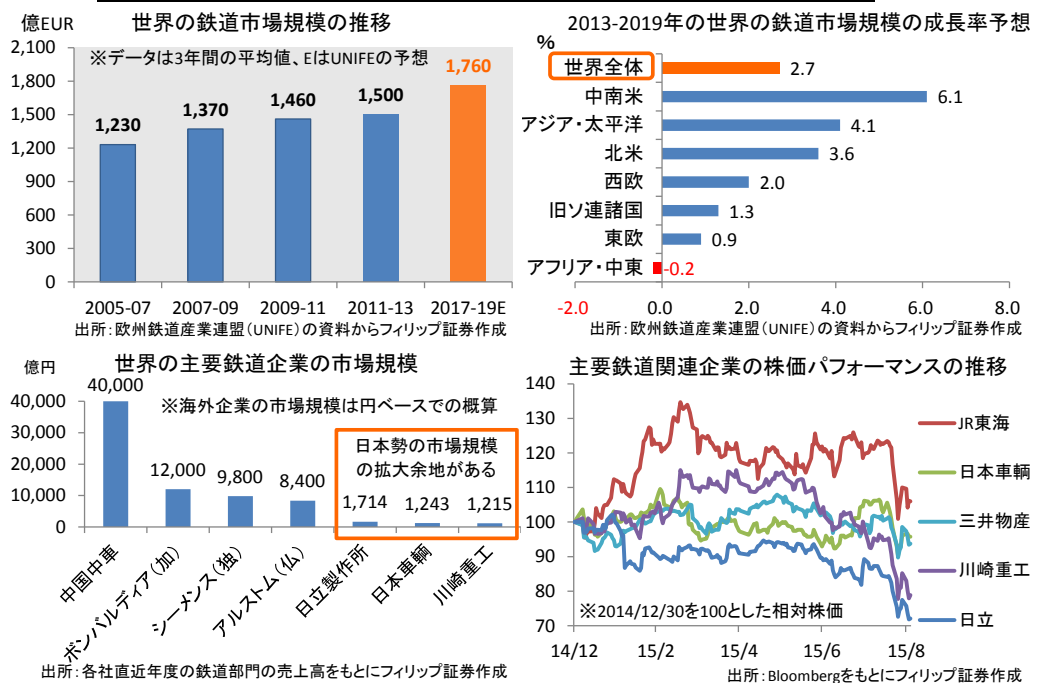 世界の鉄道市場規模の推移
億EUR
※データは3年間の平均値、EはUNIFEの予想
2,100
1,800
1,500
1,200
900
600
300
0
1,230
1,370
1,460
1,500
1,760
2005-07
2007-09
2009-11
2011-13
2017-19E
出所：欧州鉄道産業連盟（UNIFE）の資料からフィリップ証券作成
2013-2019年の世界の鉄道市場規模の成長率予想
%
世界全体 2.7
中南米 6.1
アジア・太平洋 4.1
北米 3.6
西欧 2.0
旧ソ連諸国 1.3
東欧 0.9
アフリア・中東 -0.2
-2.0 0.0 2.0 4.0 6.0 8.0
出所：欧州鉄道産業連盟（UNIFE）の資料からフィリップ証券作成
世界の主要鉄道企業の市場規模
億円
※海外企業の市場規模は円ベースでの概算
日本勢の市場規模
の拡大余地がある
40,000
30,000
20,000
10,000
0
40,000
12,000
9,800
8,400
1,714
1,243
1,215
中国中車
ボンバルディア（加）
シーメンス（独）
アルストム（仏）
日立製作所
日本車輌
川崎重工
出所：各社直近年度の鉄道部門の売上高をもとにフィリップ証券作成
主要鉄道関連企業の株価パフォーマンスの推移
140
130
120
110
100
90
80
70
JR東海
日本車輌
三井物産
川崎重工
日立
※2014/12/30を100とした相対株価
14/12 15/2 15/4 15/6 15/8
出所：Bloombergをもとにフィリップ証券作成